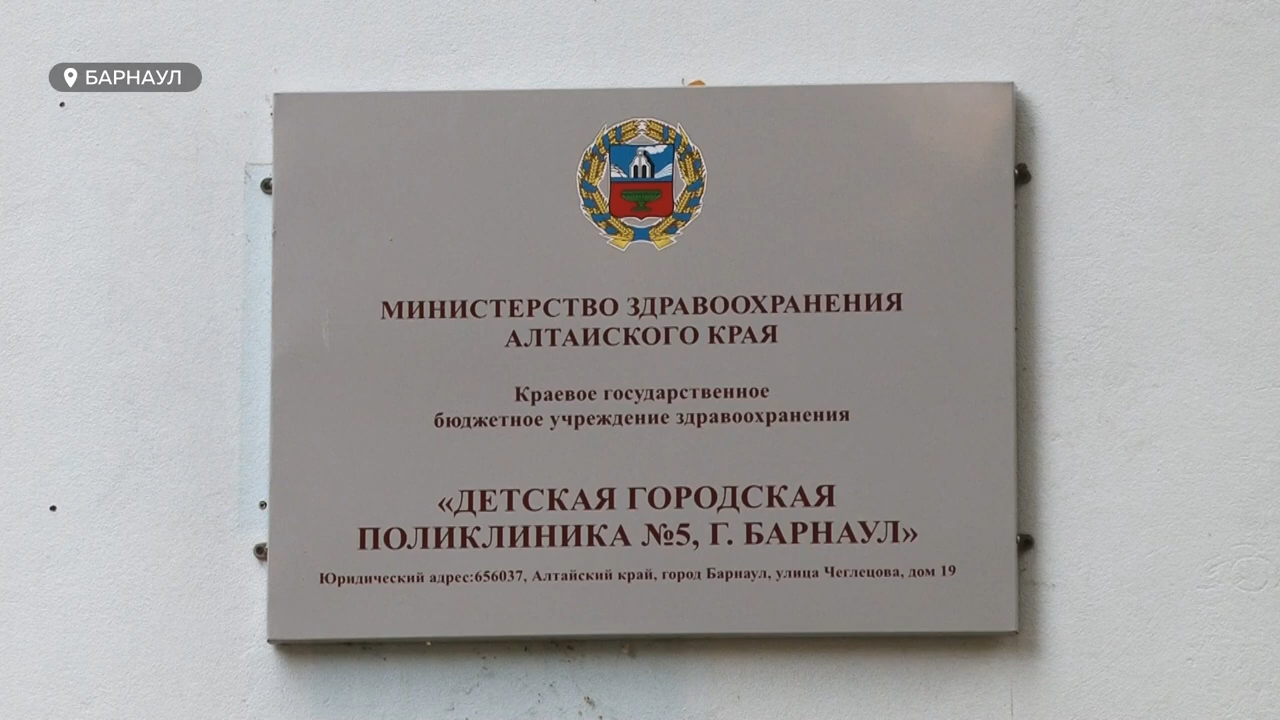 БАРНАУЛ
МИНИСТЕРСТВО ЗДРАВООХРАНЕНИЯ
АЛТАЙСКОГО КРАЯ
Краевое государственное
бюджетное учреждение здравоохранения
«ДЕТСКАЯ ГОРОДСКАЯ
ПОЛИКЛИНИКА №5, Г. БАРНАУЛ»
Юридический адрес:656037, Алтайский край, город Барнаул, улица Чеглецова, дом 19